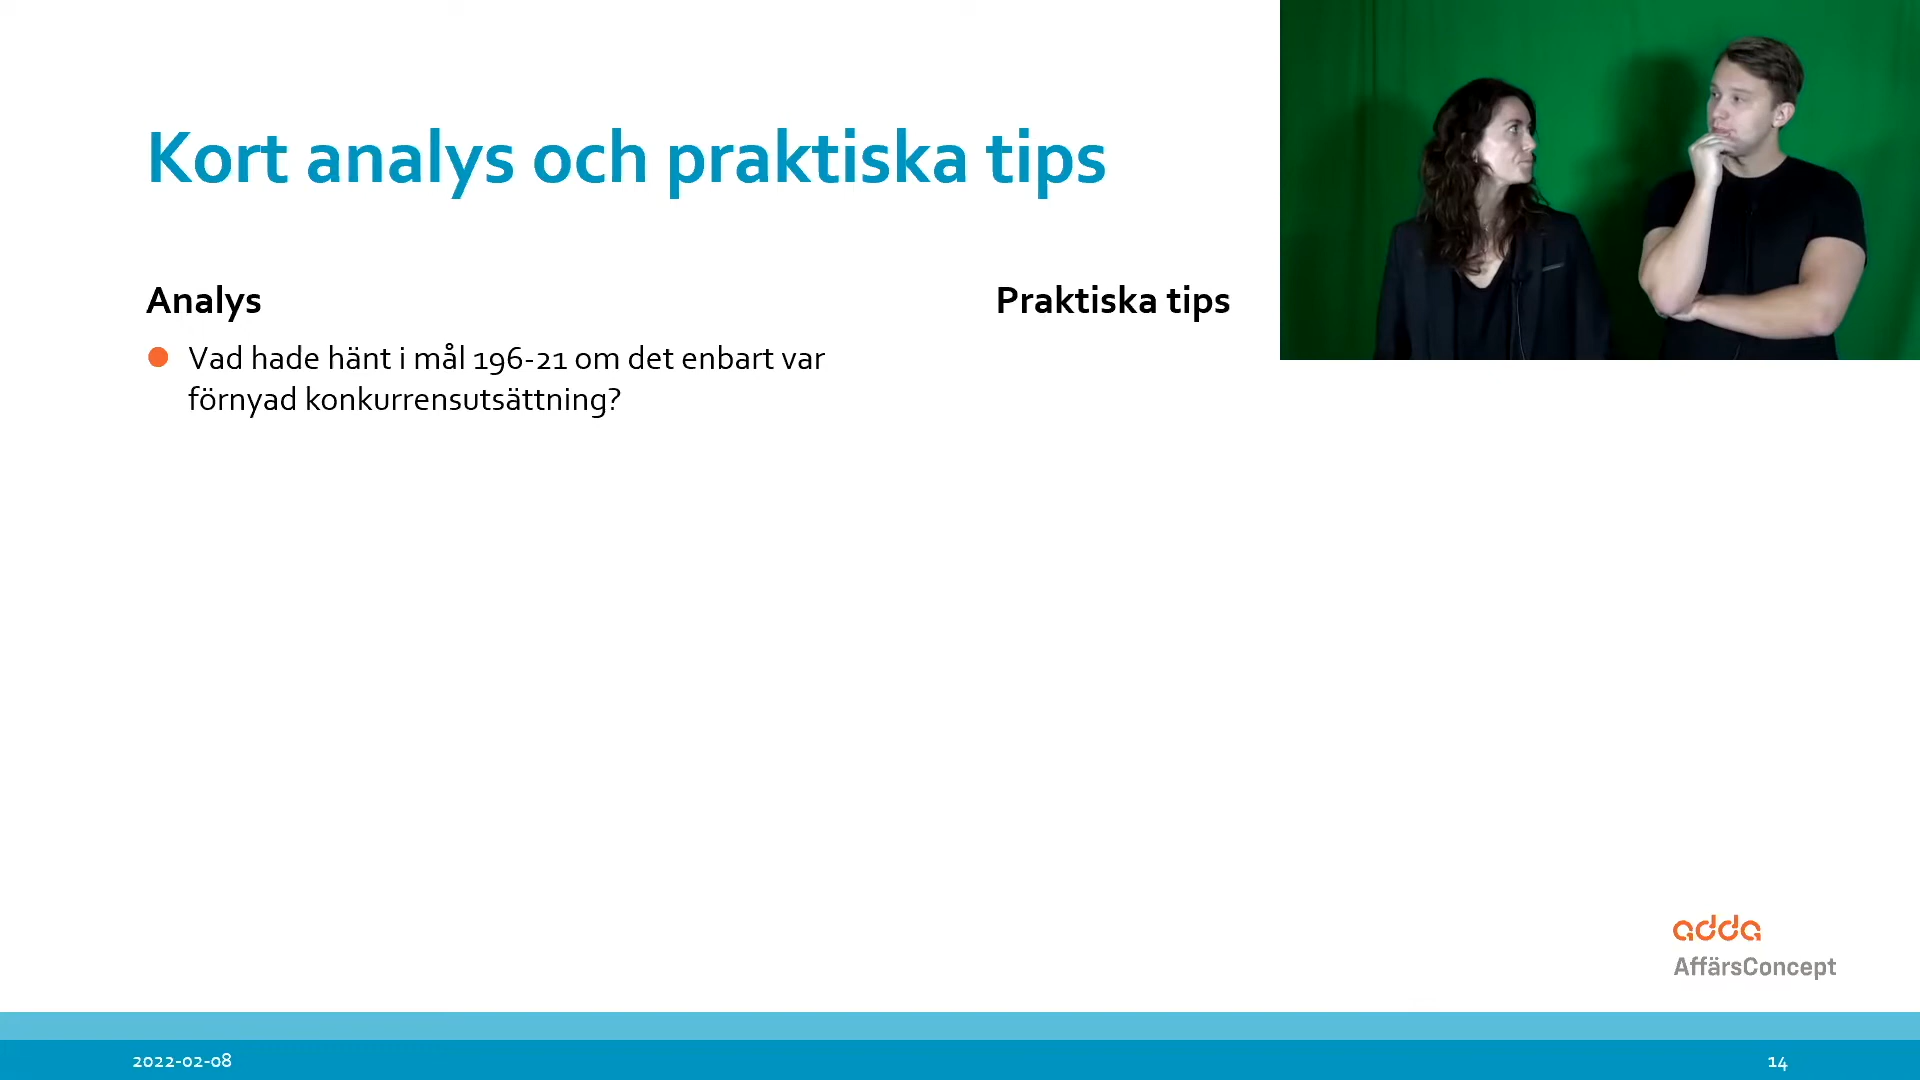 Kort analys och praktiska tips
Analys
Vad hade hänt i mål 196-21 om det enbart var
förnyad konkurrensutsättning?
Praktiska tips
adda
AffärsConcept
2022-02-08
14